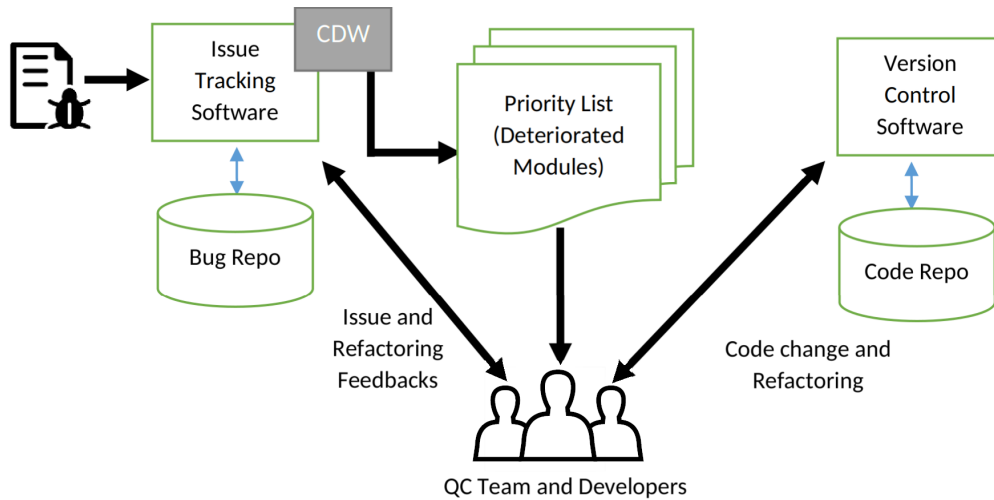 Issue
Tracking
Software
CDW
Priority List
(Deteriorated
Modules)
Version
Control
Software
Bug Repo
Code Repo
Issue and
Refactoring
Feedbacks
Code change and
Refactoring
QC Team and Developers